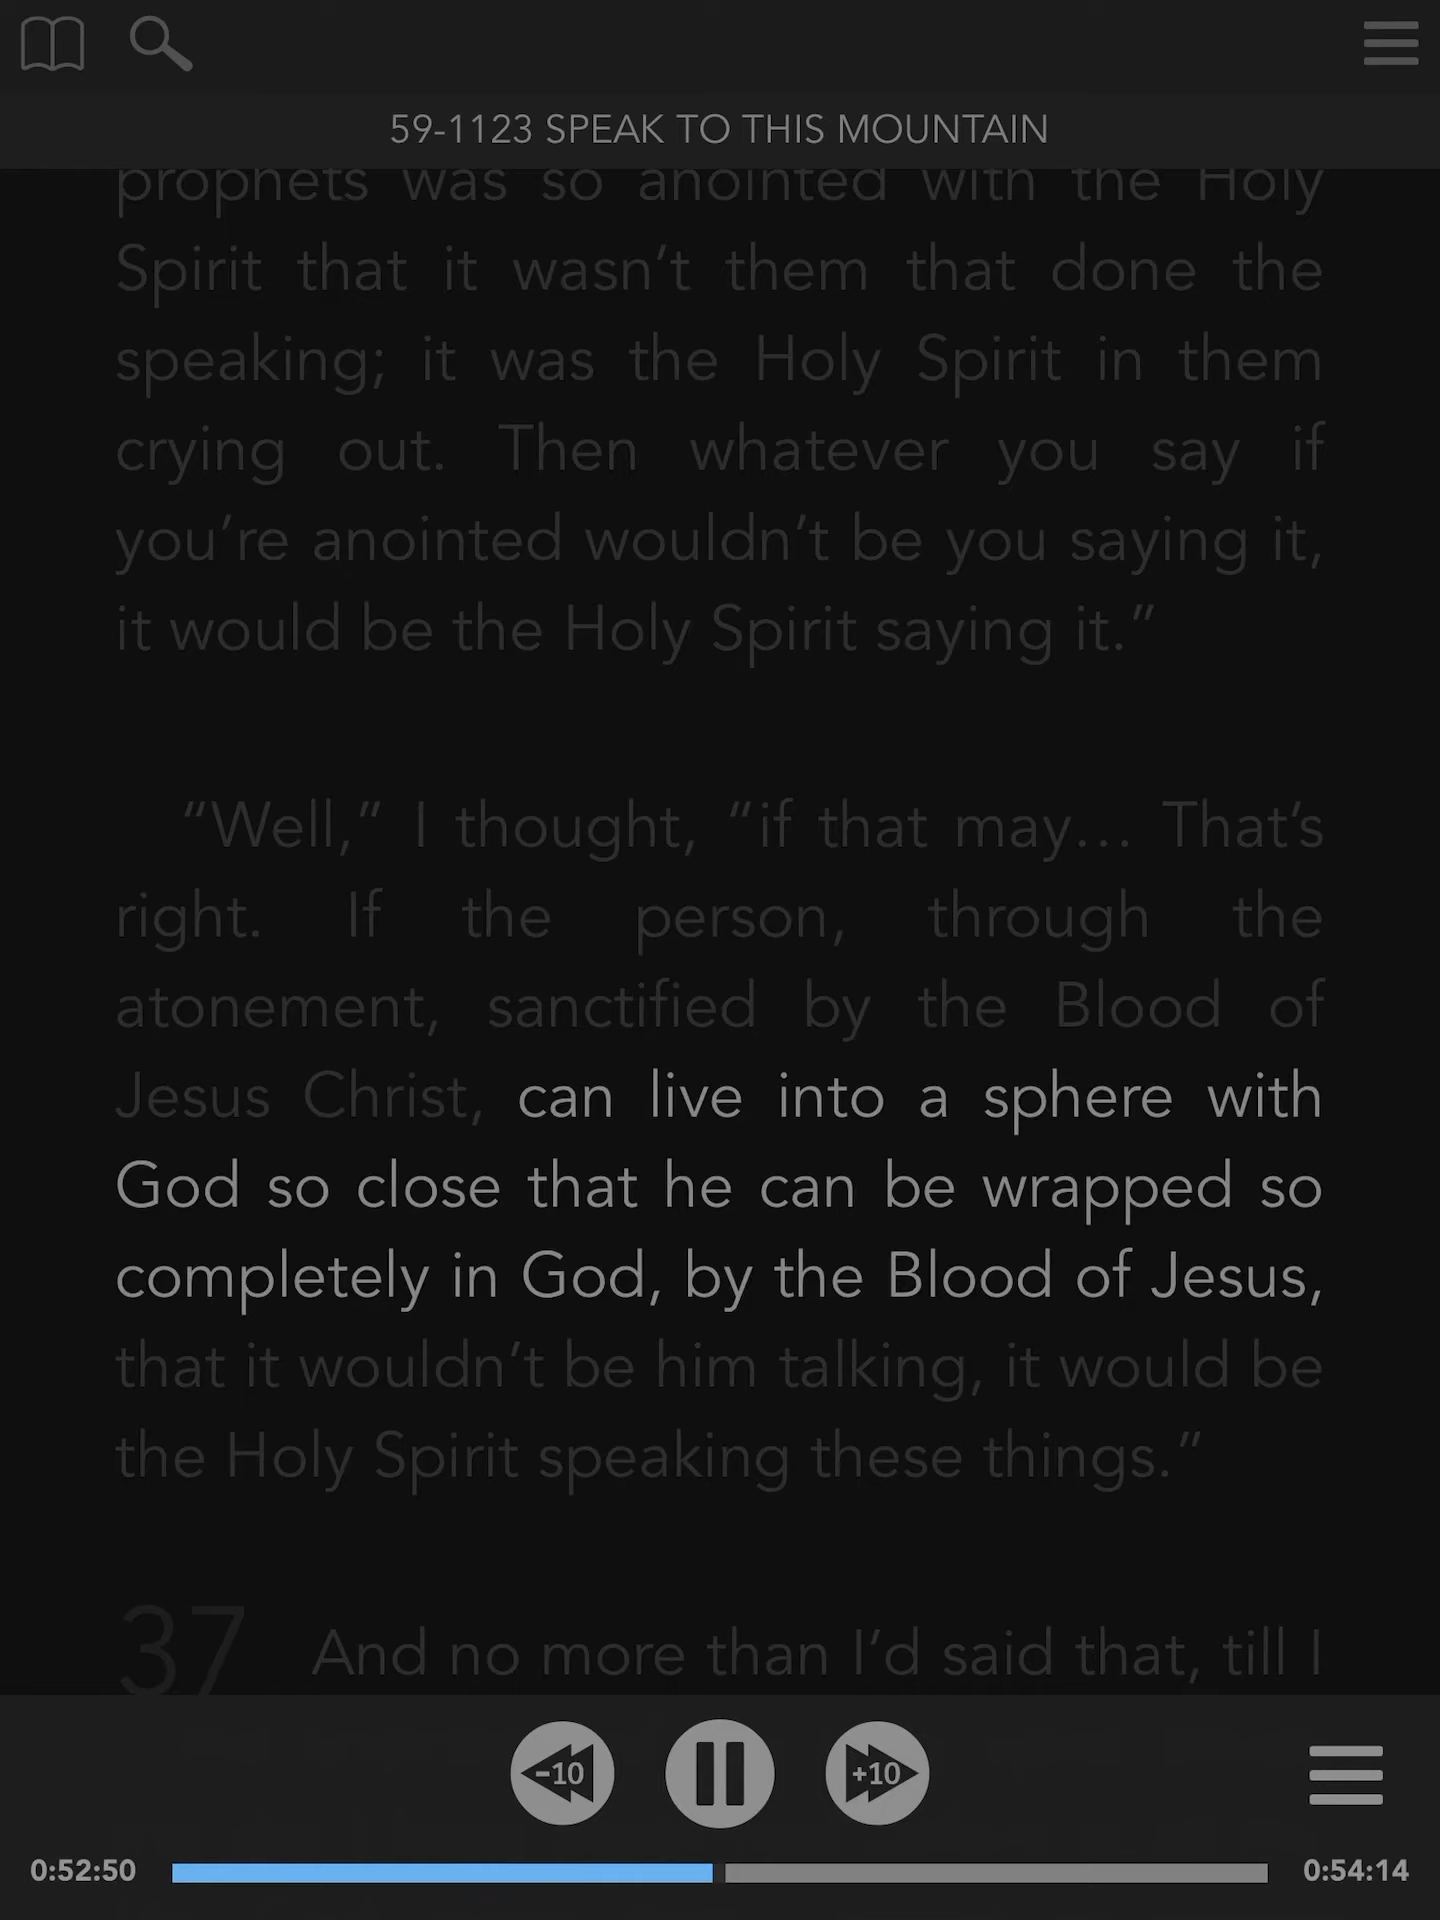 59-1123 SPEAK TO THIS MOUNTAIN
prophets was so anointed with the Holy
Spirit that it wasn’t them that done the
speaking; it was the Holy Spirit in them
crying out. Then whatever you say if
you’re anointed wouldn’t be you saying it,
it would be the Holy Spirit saying it.”
“Well,” I thought, “if that may… That’s
right. If the person, through the
atonement, sanctified by the Blood of
Jesus Christ, can live into a sphere with
God so close that he can be wrapped so
completely in God, by the Blood of Jesus,
that it wouldn’t be him talking, it would be
the Holy Spirit speaking these things.”
37 And no more than I’d said that, till I
-10 +10
0:52:50 0:54:14